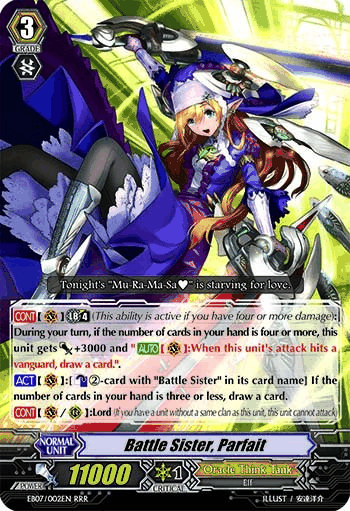 3
GRADE
Tonight's "Mu-Ra-Ma-Sa♥" is starving for love.
CONT [ ]:LB4 (This ability is active if you have four or more damage):
During your turn, if the number of cards in your hand is four or more, this
unit gets +3000 and "AUTO [ ]:When this unit's attack hits a
vanguard, draw a card.".
ACT [ ]:[ ②-card with "Battle Sister" in its card name] If the
number of cards in your hand is three or less, draw a card.
CONT [ / ]:Lord (If you have a unit without a same clan as this unit, this unit cannot attack)
NORMAL
UNIT
Battle Sister, Parfait
POWER
11000
1
CRITICAL
Oracle Think Tank
Elf
EB07/002EN RRR
ILLUST / 安達洋介